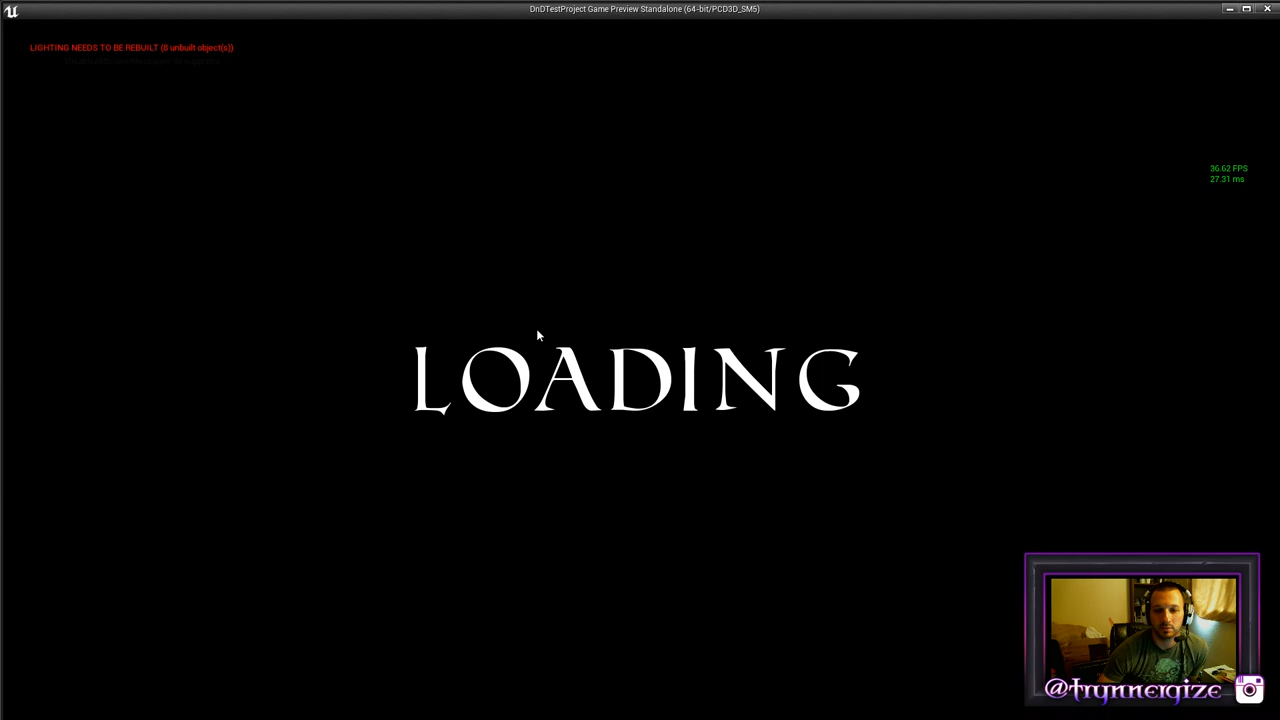 DnDTestProject Game Preview Standalone (64-bit/PCD3D_SM5)
LIGHTING NEEDS TO BE REBUILT (8 unbuilt object(s))
36.62 FPS
27.31 ms
LOADING
@trynnergize